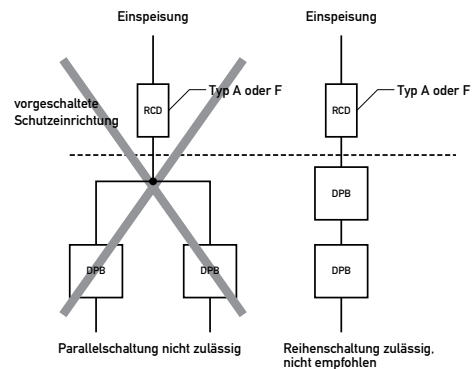 Einspeisung
Einspeisung
RCD
Typ A oder F
RCD
Typ A oder F
vorgeschaltete
Schutzeinrichtung
DPB
DPB
DPB
DPB
Parallelschaltung nicht zulässig
Reihenschaltung zulässig,
nicht empfohlen